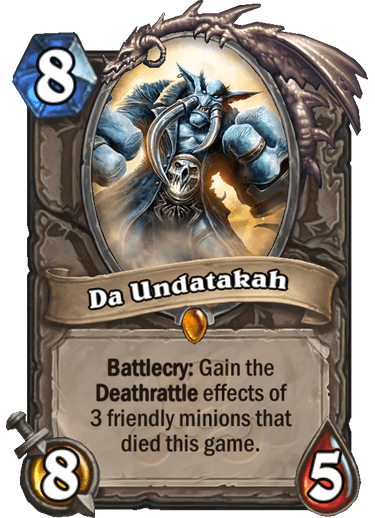 8
Da Undatakah
Battlecry: Gain the
Deathrattle effects of
3 friendly minions that
died this game.
8
5